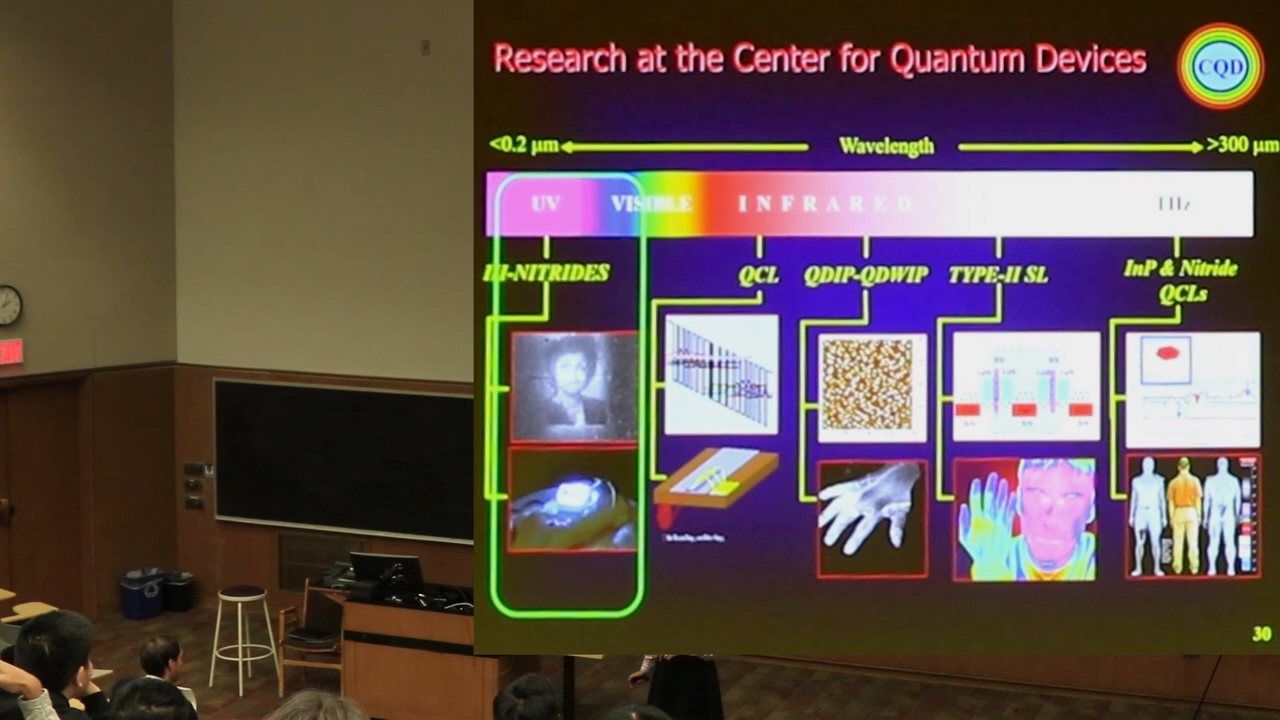 Research at the Center for Quantum Devices
CQD
<0.2 μm
Wavelength
>300 μm
UV
VISIBLE
INFRARED
THz
III-NITRIDES
QCL
QDIP-QDWIP
TYPE-II SL
InP & Nitride
QCLs
30